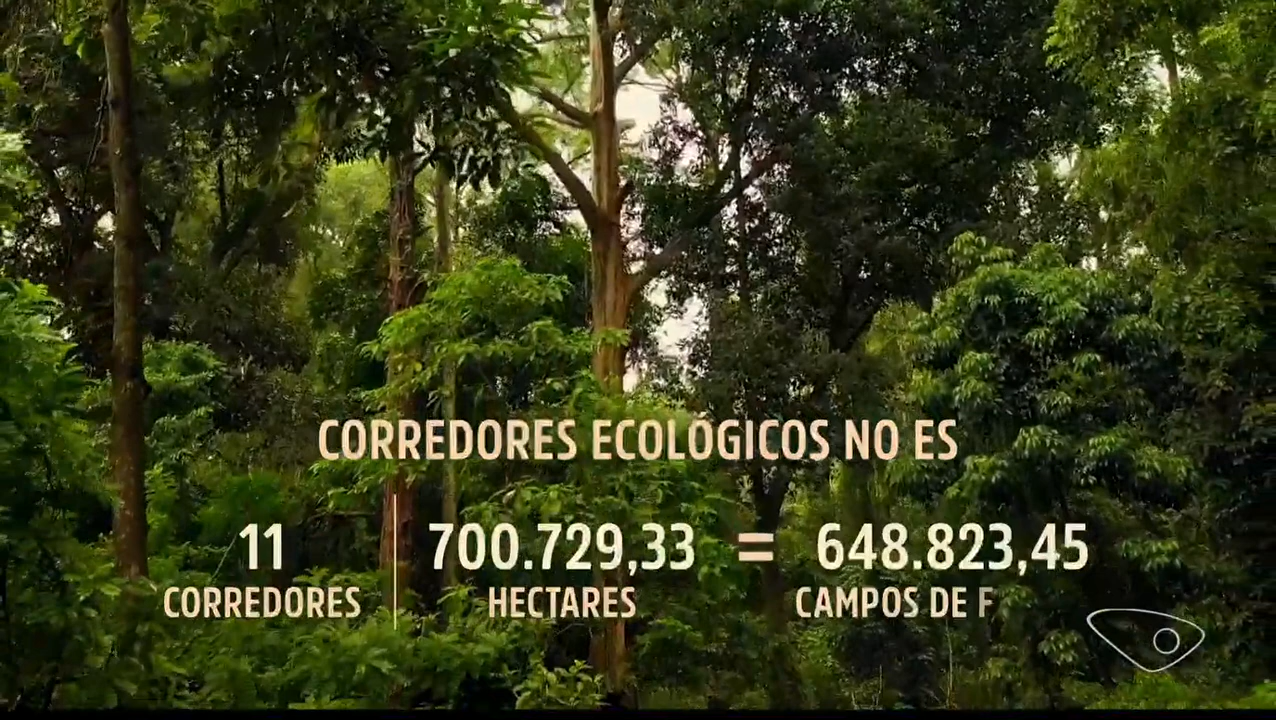 CORREDORES ECOLÓGICOS NO ES
11
CORREDORES
700.729,33
HECTARES
=
648.823,45
CAMPOS DE F